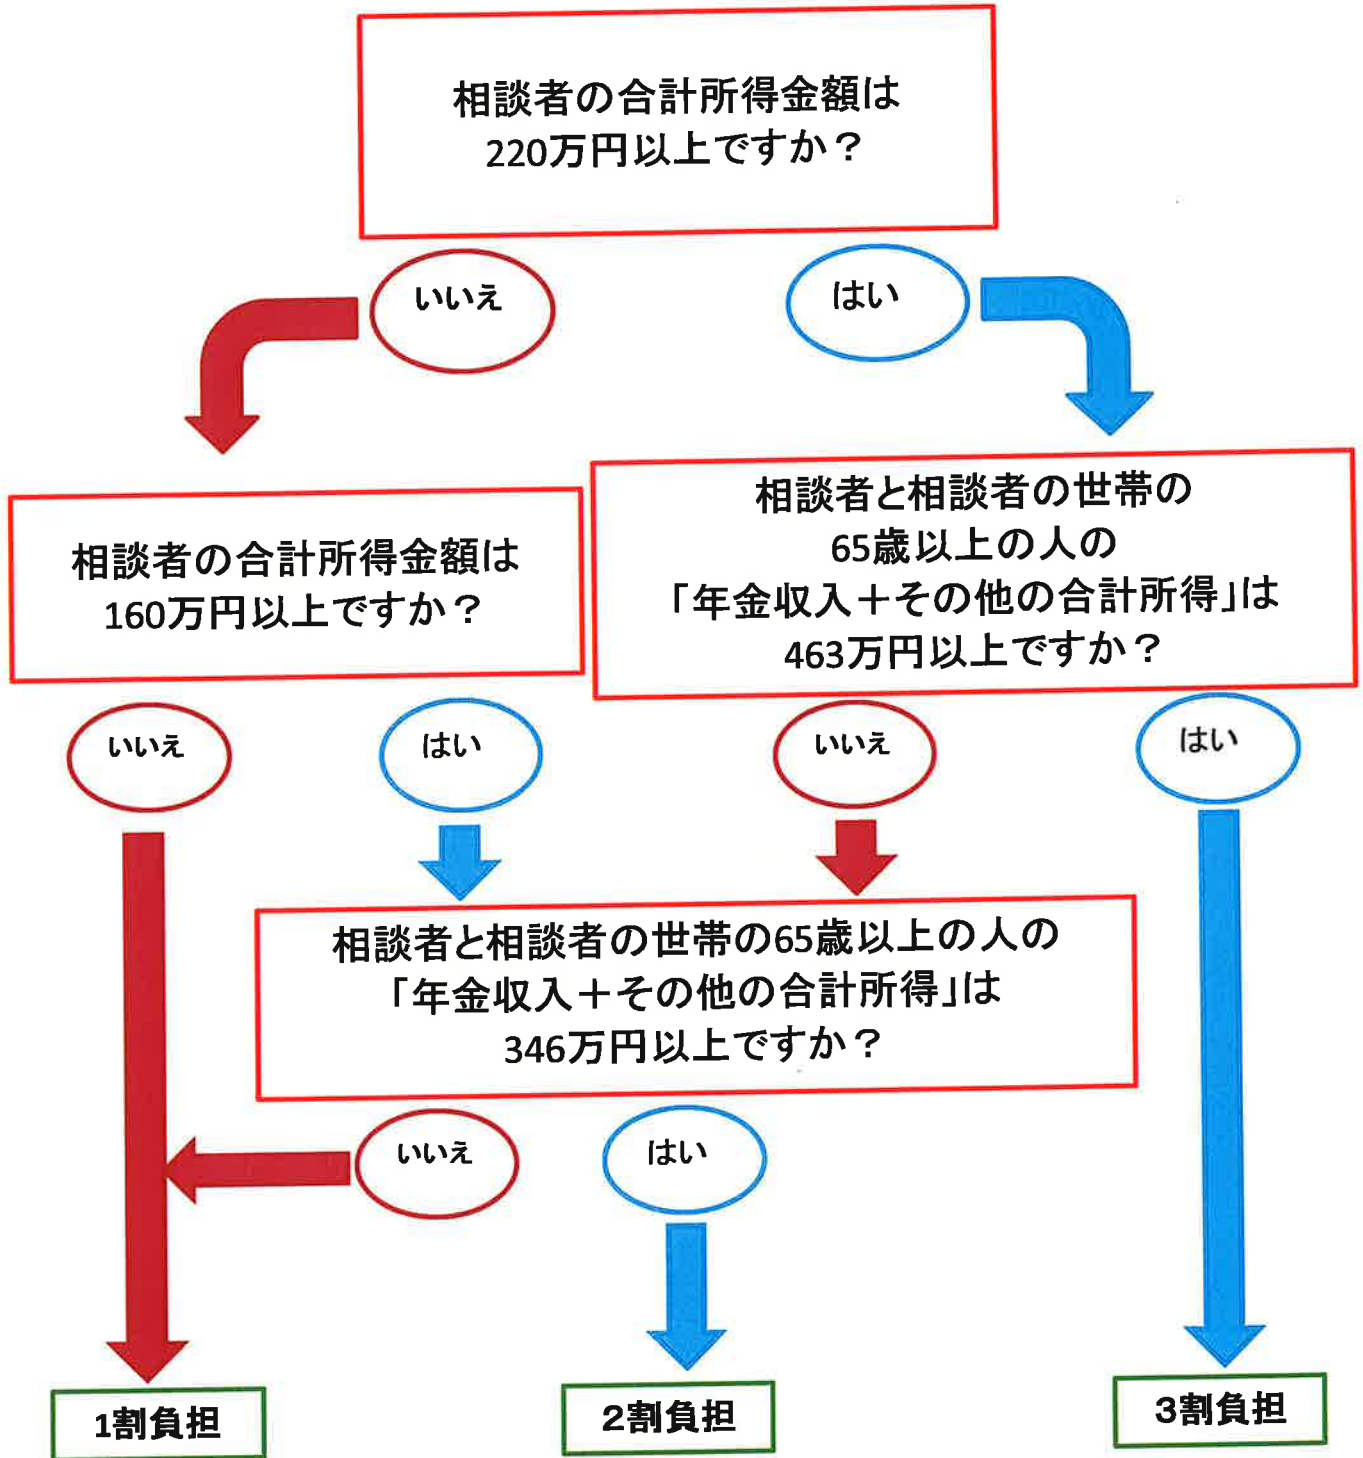 相談者の合計所得金額は
220万円以上ですか？
いいえ
はい
相談者の合計所得金額は
160万円以上ですか？
相談者と相談者の世帯の
65歳以上の人の
「年金収入＋その他の合計所得」は
463万円以上ですか？
いいえ
はい
いいえ
はい
相談者と相談者の世帯の65歳以上の人の
「年金収入＋その他の合計所得」は
346万円以上ですか？
いいえ
はい
1割負担
２割負担
３割負担